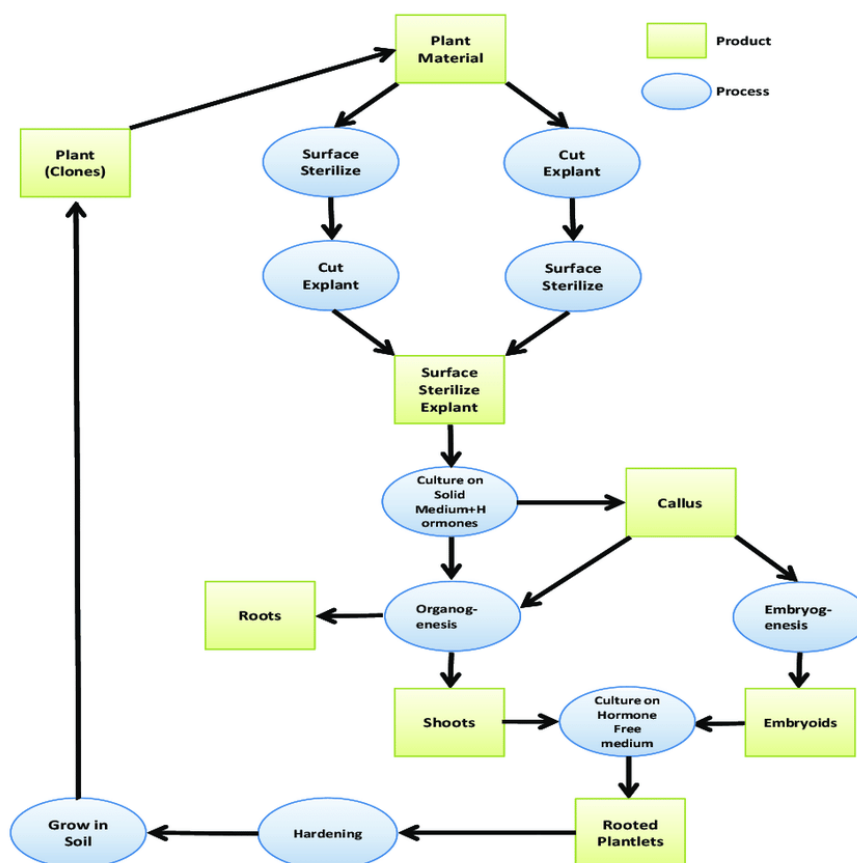 Plant
Material
Product
Process
Plant
(Clones)
Surface
Sterilize
Cut
Explant
Cut
Explant
Surface
Sterilize
Surface
Sterilize
Explant
Culture on
Solid
Medium+H
ormones
Callus
Roots
Organog-
enesis
Embryog-
enesis
Shoots
Culture on
Hormone
Free
medium
Embryoids
Grow in
Soil
Hardening
Rooted
Plantlets